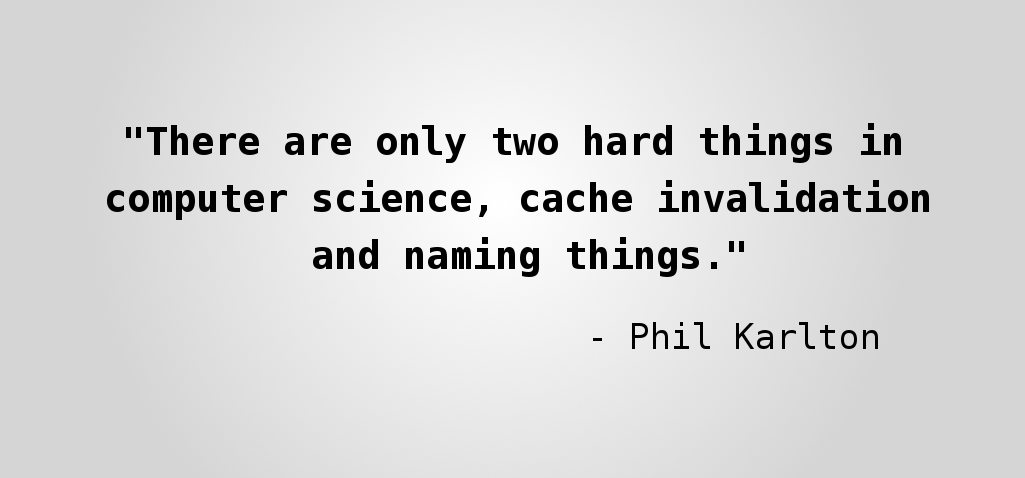 "There are only two hard things in
computer science, cache invalidation
and naming things."
- Phil Karlton